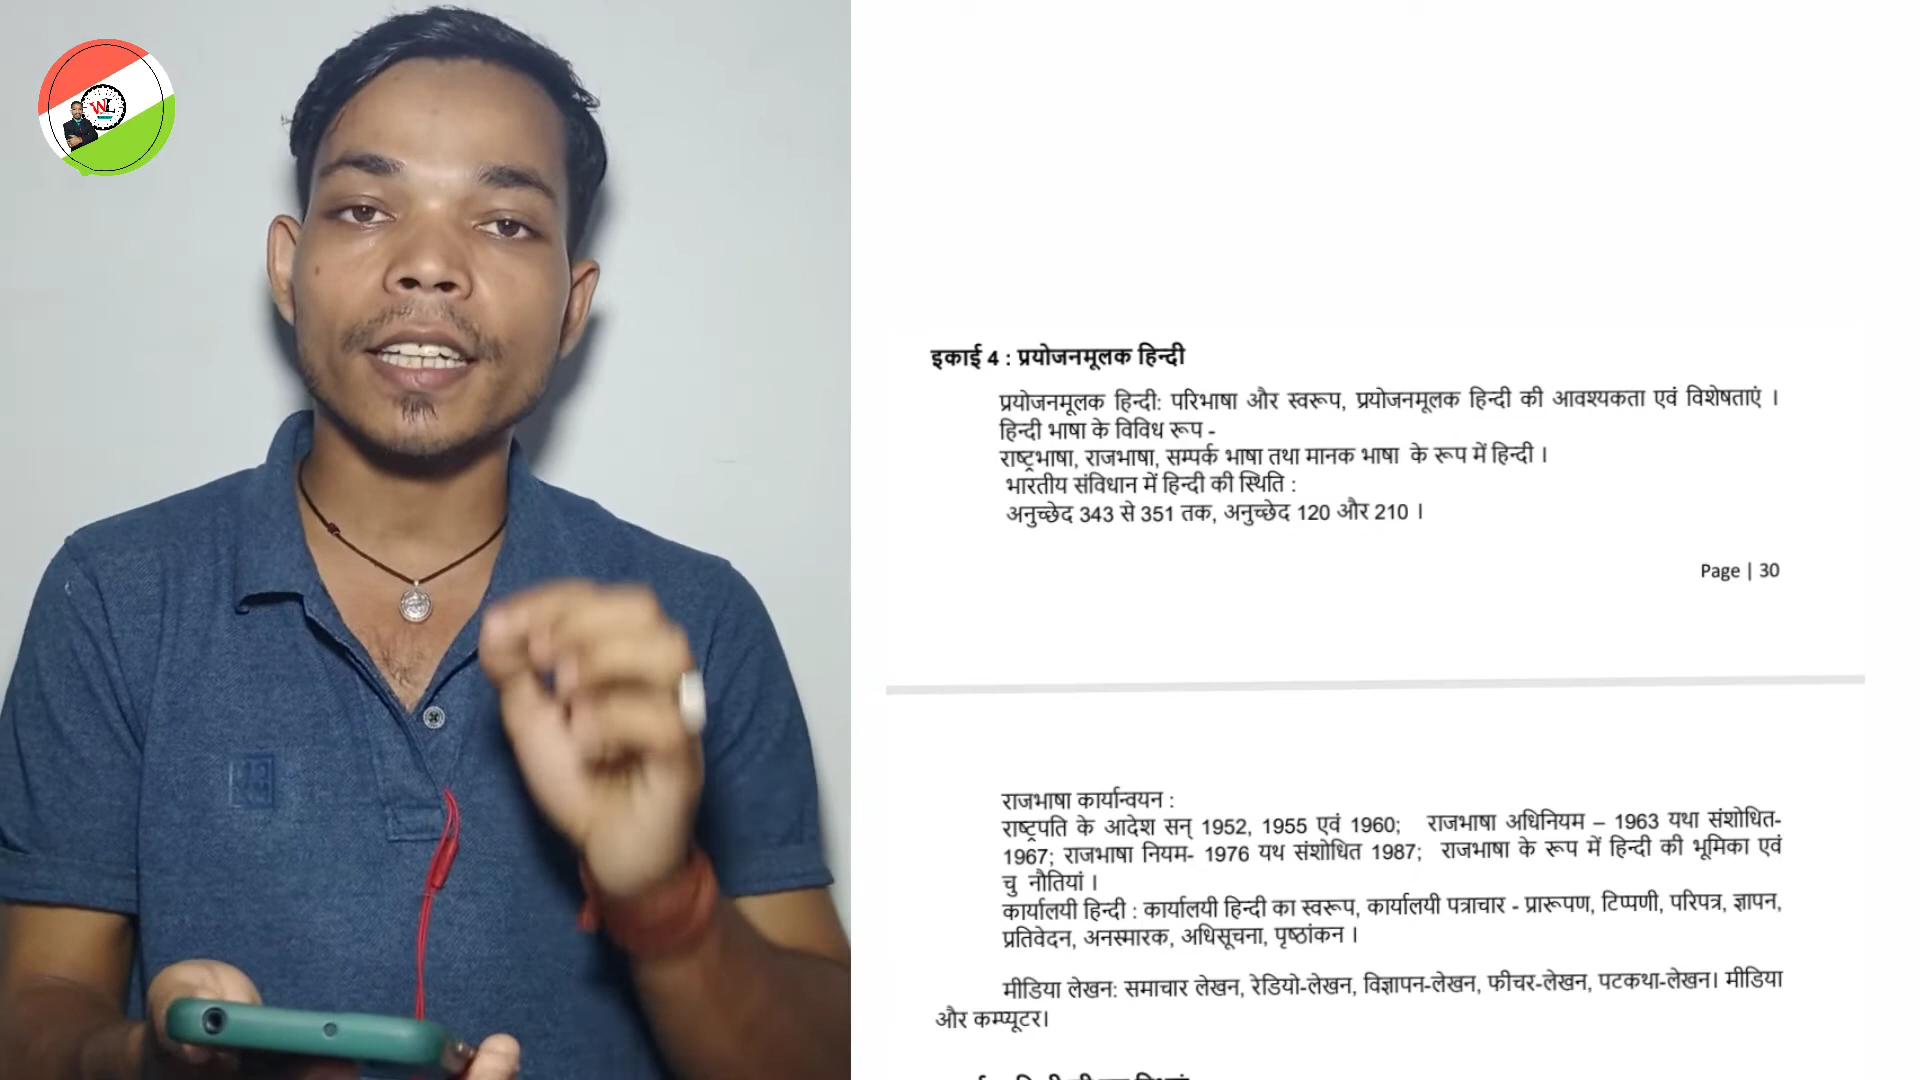 WL
इकाई 4 : प्रयोजनमूलक हिन्दी
प्रयोजनमूलक हिन्दी: परिभाषा और स्वरूप, प्रयोजनमूलक हिन्दी की आवश्यकता एवं विशेषताएं ।
हिन्दी भाषा के विविध रूप -
राष्ट्रभाषा, राजभाषा, सम्पर्क भाषा तथा मानक भाषा के रूप में हिन्दी ।
भारतीय संविधान में हिन्दी की स्थिति :
अनुच्छेद 343 से 351 तक, अनुच्छेद 120 और 210 ।
Page | 30
राजभाषा कार्यान्वयन :
राष्ट्रपति के आदेश सन् 1952, 1955 एवं 1960; राजभाषा अधिनियम – 1963 यथा संशोधित-
1967; राजभाषा नियम- 1976 यथ संशोधित 1987; राजभाषा के रूप में हिन्दी की भूमिका एवं
चु नौतियां ।
कार्यालयी हिन्दी : कार्यालयी हिन्दी का स्वरूप, कार्यालयी पत्राचार - प्रारूपण, टिप्पणी, परिपत्र, ज्ञापन,
प्रतिवेदन, अनस्मारक, अधिसूचना, पृष्ठांकन ।
मीडिया लेखन: समाचार लेखन, रेडियो-लेखन, विज्ञापन-लेखन, फीचर-लेखन, पटकथा-लेखन। मीडिया
और कम्प्यूटर।